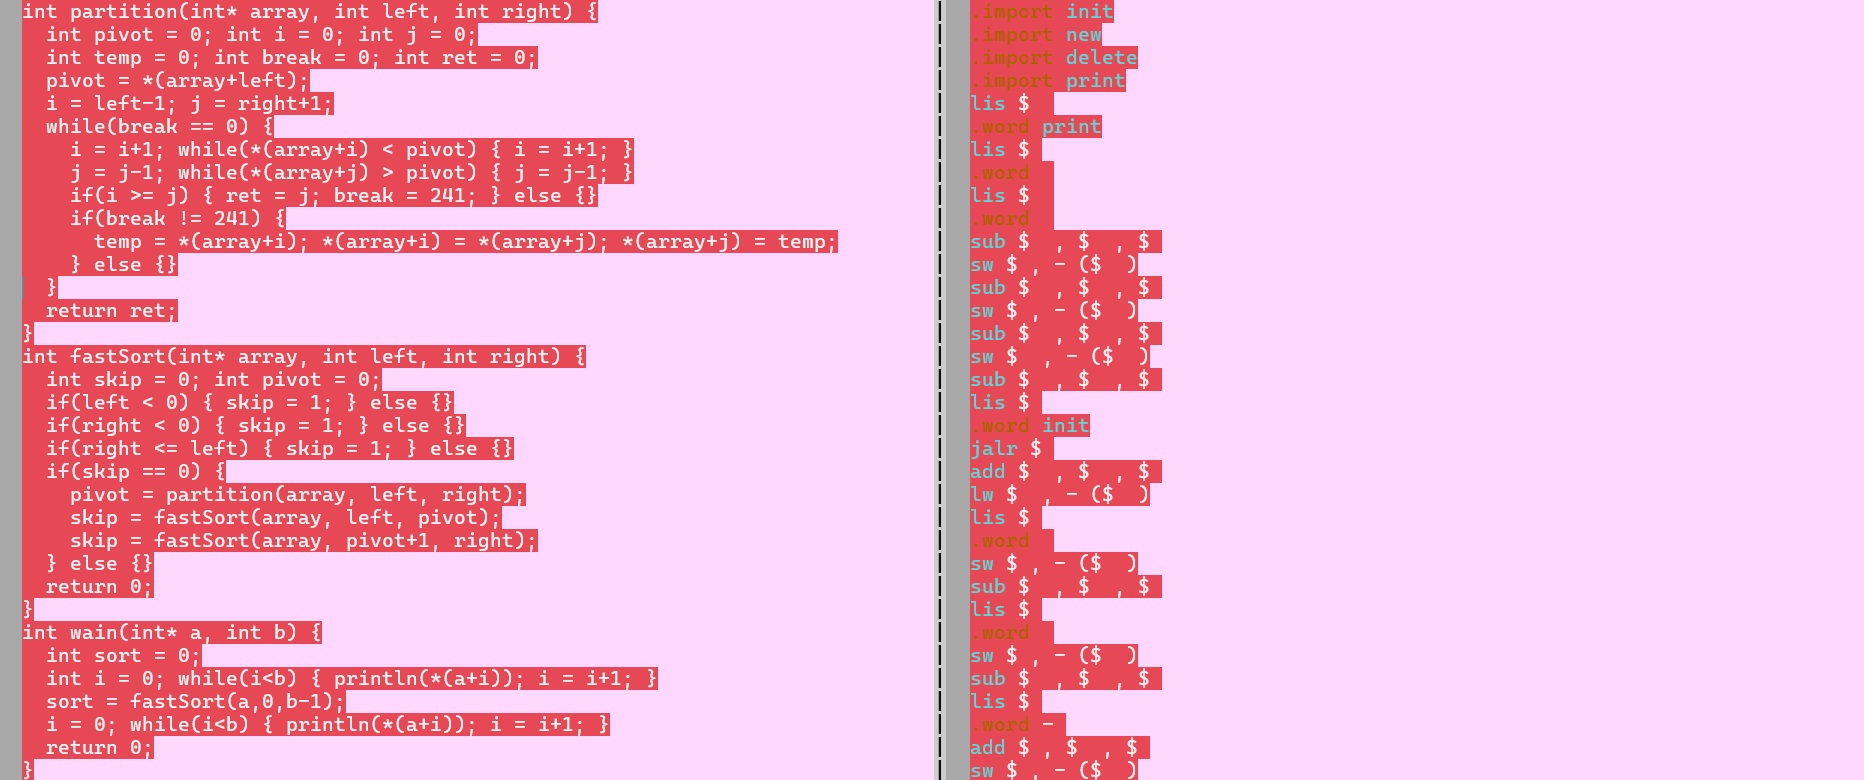 int partition(int* array, int left, int right) {
  int pivot = 0; int i = 0; int j = 0;
  int temp = 0; int break = 0; int ret = 0;
  pivot = *(array+left);
  i = left-1; j = right+1;
  while(break == 0) {
    i = i+1; while(*(array+i) < pivot) { i = i+1; }
    j = j-1; while(*(array+j) > pivot) { j = j-1; }
    if(i >= j) { ret = j; break = 241; } else {}
    if(break != 241) {
      temp = *(array+i); *(array+i) = *(array+j); *(array+j) = temp;
    } else {}
  }
  return ret;
}
int fastSort(int* array, int left, int right) {
  int skip = 0; int pivot = 0;
  if(left < 0) { skip = 1; } else {}
  if(right < 0) { skip = 1; } else {}
  if(right <= left) { skip = 1; } else {}
  if(skip == 0) {
    pivot = partition(array, left, right);
    skip = fastSort(array, left, pivot);
    skip = fastSort(array, pivot+1, right);
  } else {}
  return 0;
}
int wain(int* a, int b) {
  int sort = 0;
  int i = 0; while(i<b) { println(*(a+i)); i = i+1; }
  sort = fastSort(a,0,b-1);
  i = 0; while(i<b) { println(*(a+i)); i = i+1; }
  return 0;
}
.import init
.import new
.import delete
.import print
lis $
.word print
lis $
.word
lis $
.word
sub $  , $  , $
sw $ , - ($  )
sub $  , $  , $
sw $ , - ($  )
sub $  , $  , $
sw $  , - ($  )
sub $  , $  , $
lis $
.word init
jalr $
add $  , $  , $
lw $  , - ($  )
lis $
.word
sw $ , - ($  )
sub $  , $  , $
lis $
.word
sw $ , - ($  )
sub $  , $  , $
lis $
.word -
add $ , $  , $
sw $ , - ($  )